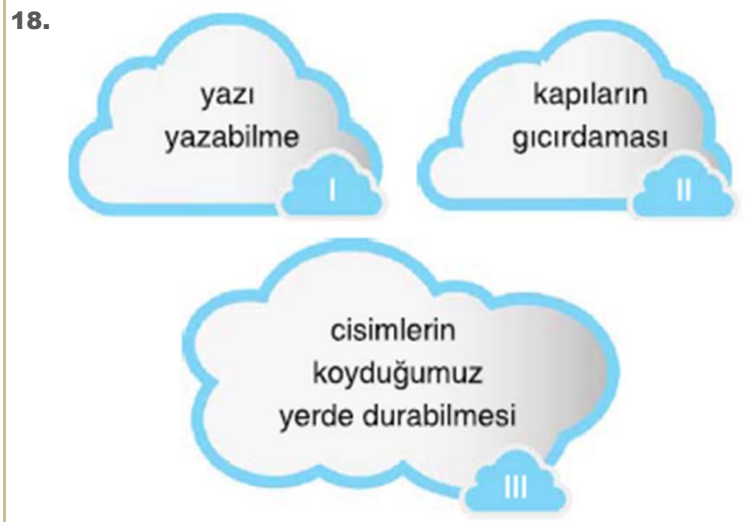 18.
yazı
yazabilme
I
kapıların
gıcırdaması
II
cisimlerin
koyduğumuz
yerde durabilmesi
III